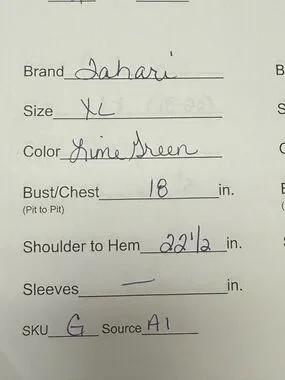 Brand Tahari
Size XL
Color Lime Green
Bust/Chest 18 in.
(Pit to Pit)
Shoulder to Hem 22 1/2 in.
Sleeves — in.
SKU G Source A1